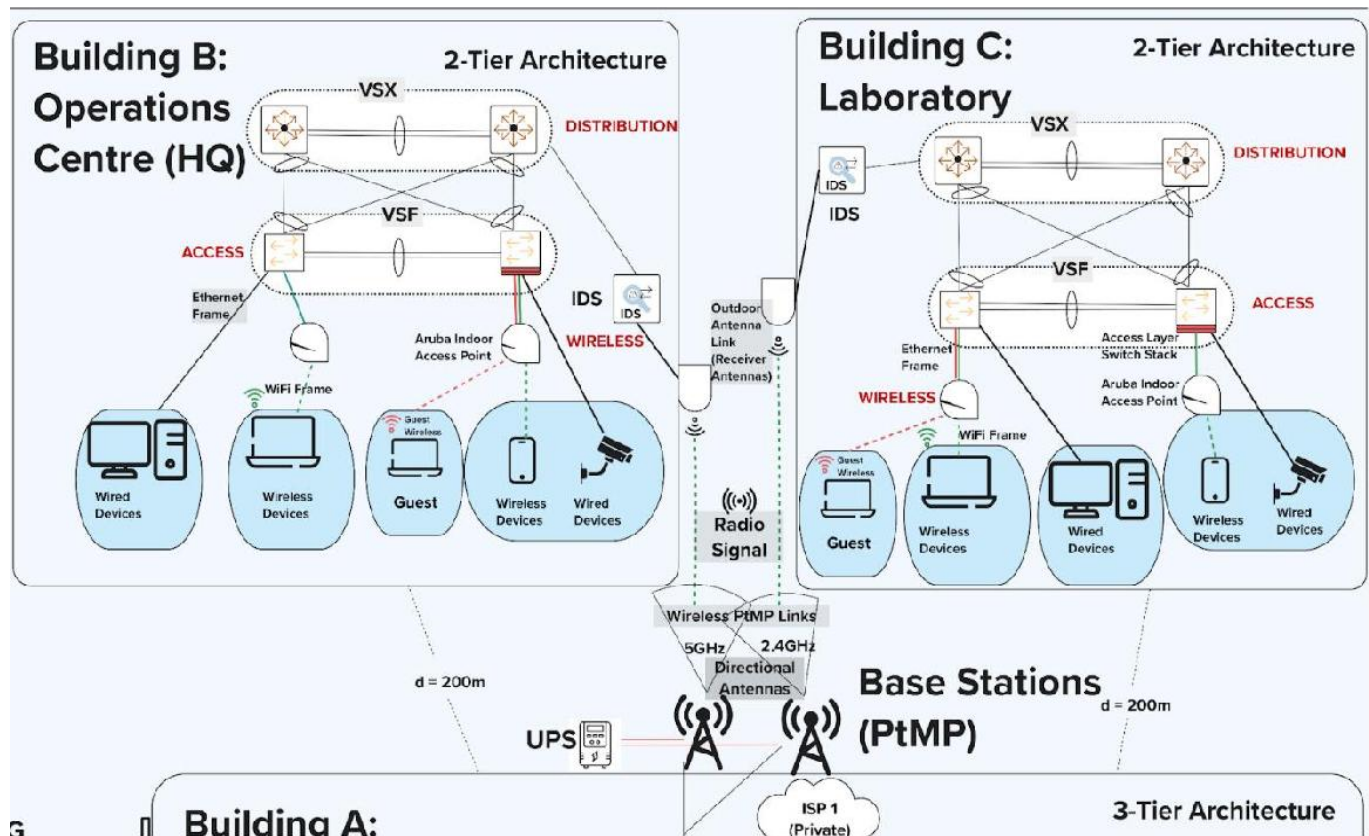 Building B:
Operations
Centre (HQ)
2-Tier Architecture
VSX
DISTRIBUTION
VSF
ACCESS
Ethernet
Frame
IDS
IDS
WIRELESS
Aruba Indoor
Access Point
WiFi Frame
Guest
Wireless
Wired
Devices
Wireless
Devices
Guest
Wireless
Devices
Wired
Devices
Building C:
Laboratory
2-Tier Architecture
VSX
DISTRIBUTION
IDS
IDS
VSF
ACCESS
Outdoor
Antenna
Link
(Receiver
Antennas)
Ethernet
Frame
Access Layer
Switch Stack
WIRELESS
Aruba Indoor
Access Point
WiFi Frame
Guest
Wireless
Guest
Wireless
Devices
Wired
Devices
Wireless
Devices
Wired
Devices
Radio
Signal
Wireless PtMP Links
5GHz
2.4GHz
Directional
Antennas
d = 200m
Base Stations
(PtMP)
d = 200m
UPS
Building A:
ISP 1
(Private)
3-Tier Architecture
G